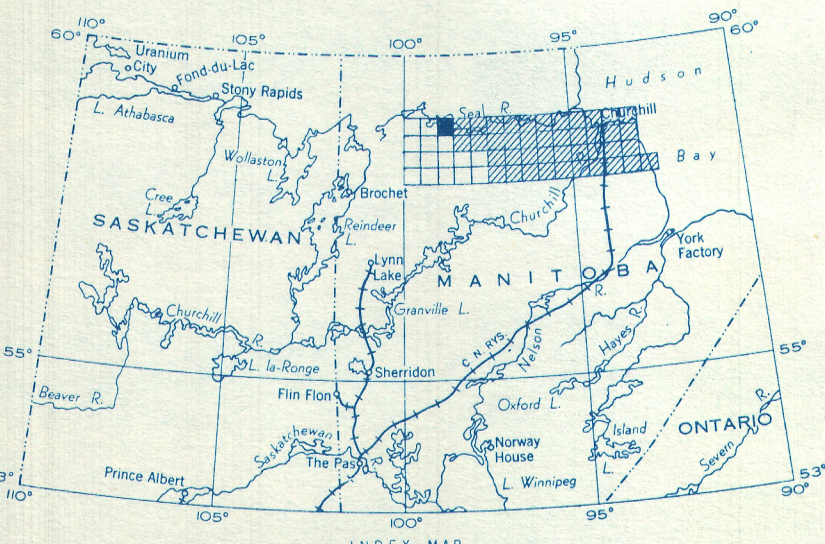 110°
105°
100°
95°
90°
60°
60°
Uranium
City
Fond-du-Lac
Stony Rapids
L. Athabasca
Hudson
Seal R.
Churchill
Bay
Wollaston
L.
Brochet
Cree
L.
Reindeer
L.
SASKATCHEWAN
Churchill
R.
York
Factory
Lynn
Lake
MANITOBA
Granville L.
R.
Churchill
R.
C. N. RYS.
Nelson
Hayes R.
55°
55°
L. la-Ronge
Sherridon
Beaver R.
Flin Flon
Oxford L.
ONTARIO
R.
Severn
Island
L.
Saskatchewan
R.
The Pas
Norway
House
Prince Albert
L. Winnipeg
3°
53°
110°
105°
100°
95°
90°
INDEX MAP